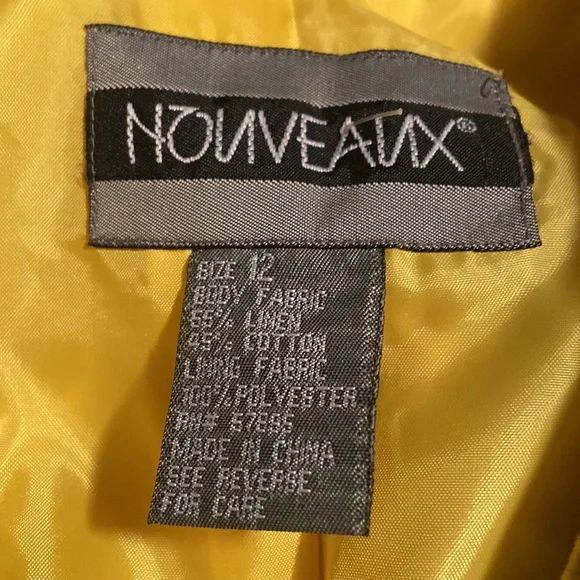 NOUVEAUX®
SIZE 12
BODY FABRIC
55% LINEN
45% COTTON
LINING FABRIC
100% POLYESTER
RN# 57695
MADE IN CHINA
SEE REVERSE
FOR CARE